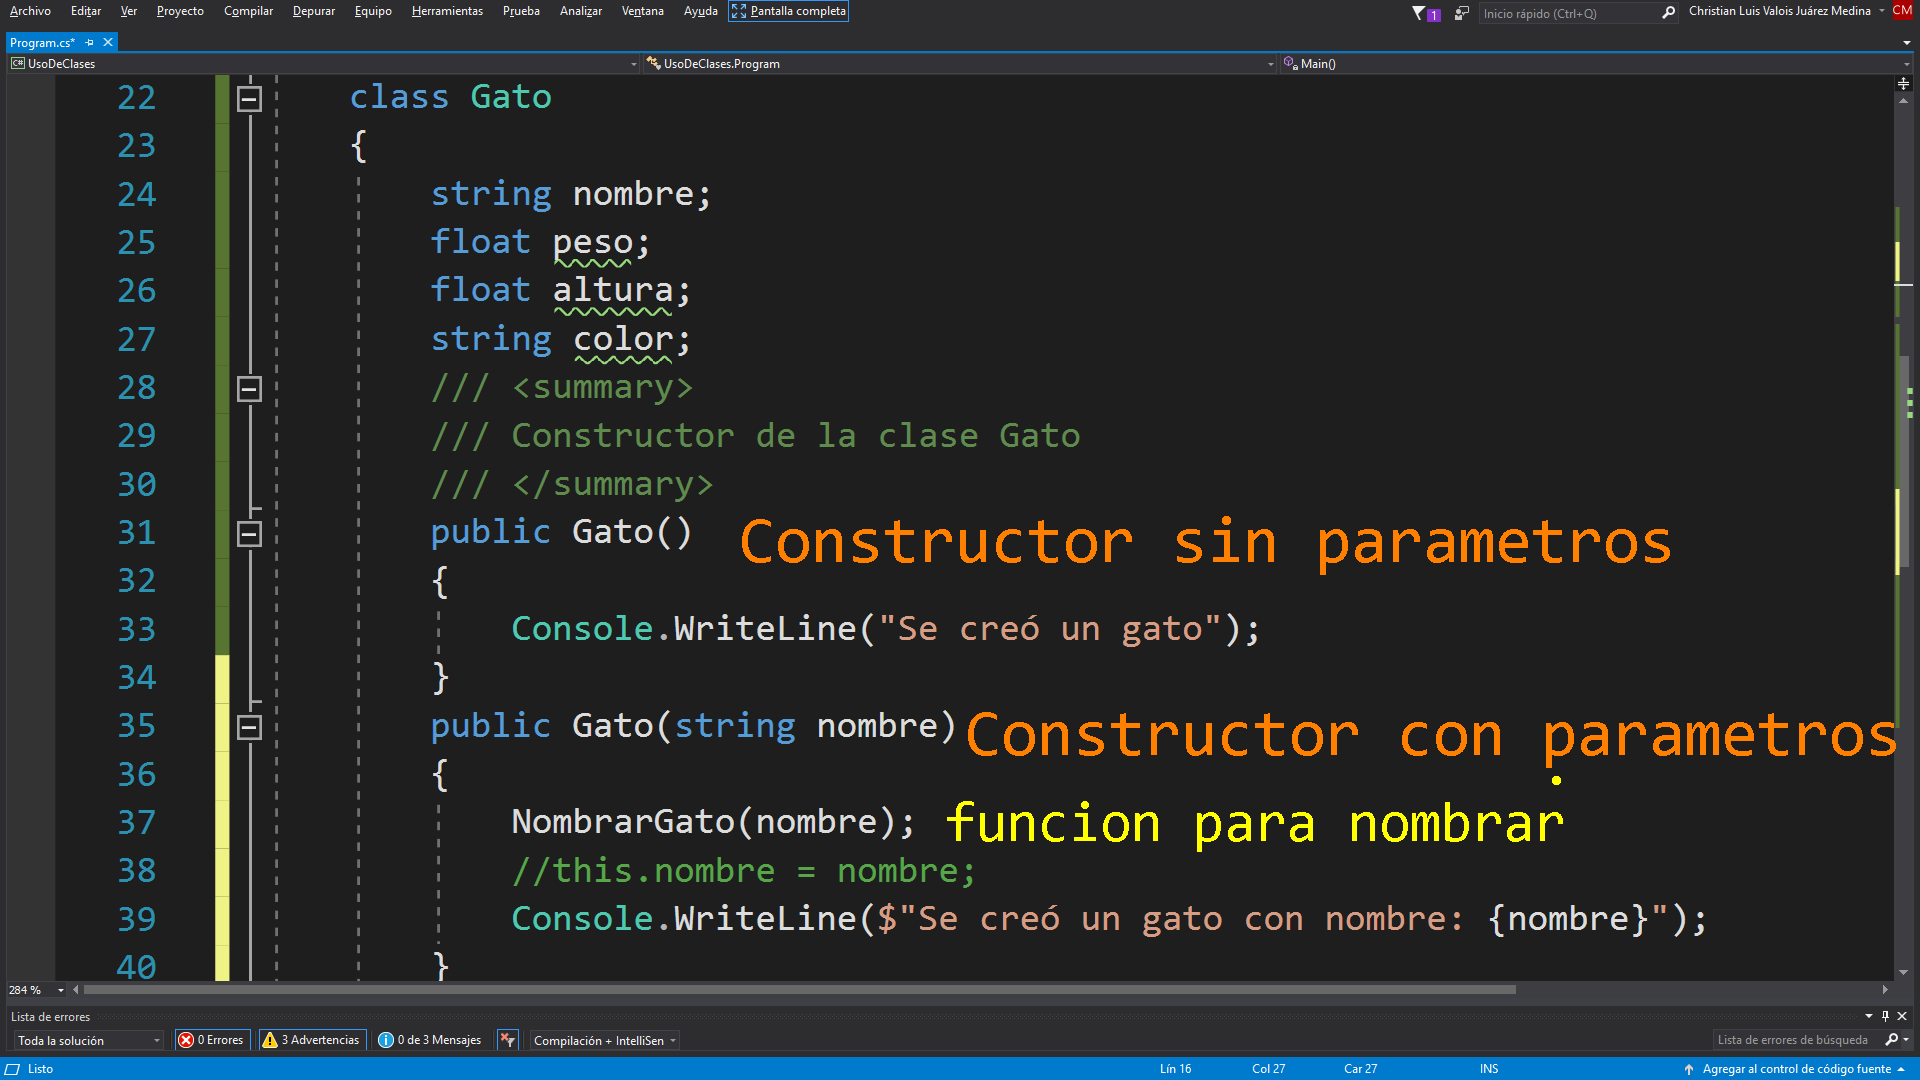 Archivo Editar Ver Proyecto Compilar Depurar Equipo Herramientas Prueba Analizar Ventana Ayuda Pantalla completa 1 Inicio rápido (Ctrl+Q) Christian Luis Valois Juárez Medina CM
Program.cs*
C# UsoDeClases UsoDeClases.Program Main()
22 class Gato
23 {
24 string nombre;
25 float peso;
26 float altura;
27 string color;
28 /// <summary>
29 /// Constructor de la clase Gato
30 /// </summary>
31 public Gato() Constructor sin parametros
32 {
33 Console.WriteLine("Se creó un gato");
34 }
35 public Gato(string nombre) Constructor con parametros
36 {
37 NombrarGato(nombre); funcion para nombrar
38 //this.nombre = nombre;
39 Console.WriteLine($"Se creó un gato con nombre: {nombre}");
40 }
284 %
Lista de errores
Toda la solución 0 Errores 3 Advertencias 0 de 3 Mensajes Compilación + IntelliSen Lista de errores de búsqueda
Listo Lín 16 Col 27 Car 27 INS Agregar al control de código fuente